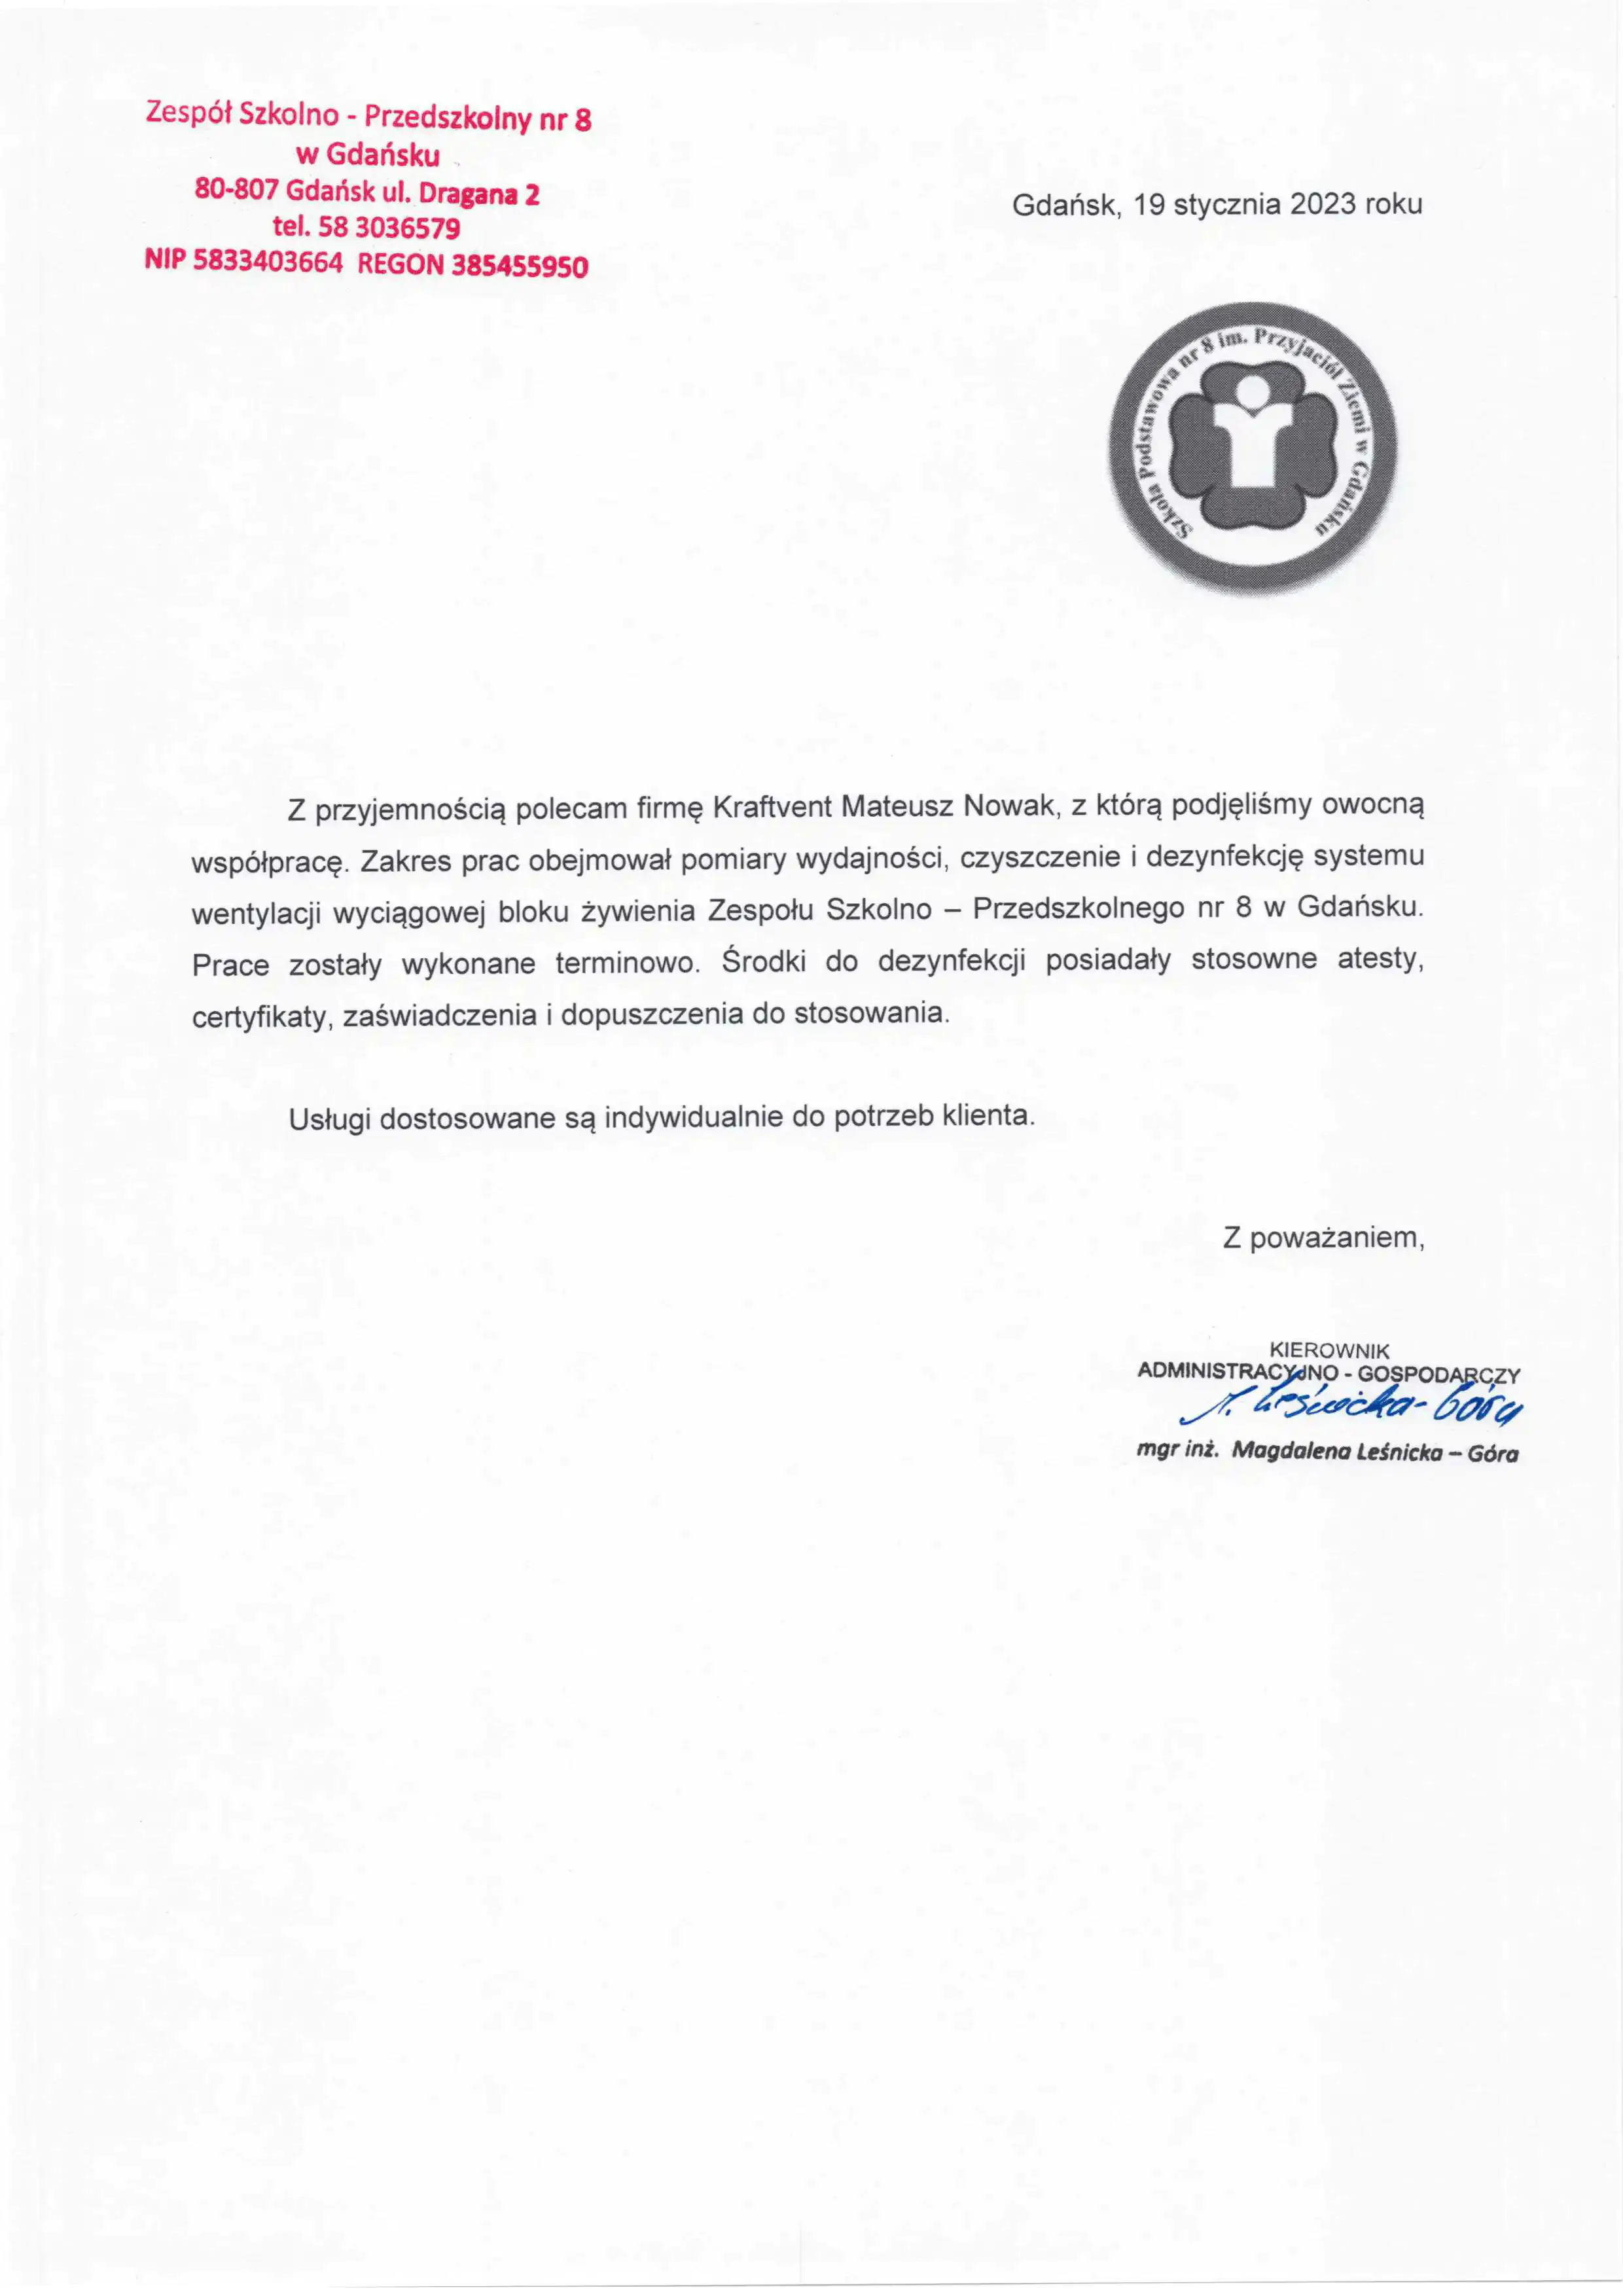 Zespół Szkolno - Przedszkolny nr 8
w Gdańsku
80-807 Gdańsk ul. Dragana 2
tel. 58 3036579
NIP 5833403664 REGON 385455950
Gdańsk, 19 stycznia 2023 roku
Szkoła Podstawowa nr 8 im. Przyjaciół Ziemi w Gdańsku
Z przyjemnością polecam firmę Kraftvent Mateusz Nowak, z którą podjęliśmy owocną
współpracę. Zakres prac obejmował pomiary wydajności, czyszczenie i dezynfekcję systemu
wentylacji wyciągowej bloku żywienia Zespołu Szkolno – Przedszkolnego nr 8 w Gdańsku.
Prace zostały wykonane terminowo. Środki do dezynfekcji posiadały stosowne atesty,
certyfikaty, zaświadczenia i dopuszczenia do stosowania.
Usługi dostosowane są indywidualnie do potrzeb klienta.
Z poważaniem,
KIEROWNIK
ADMINISTRACYJNO - GOSPODARCZY
M. Leśnicka-Góra
mgr inż. Magdalena Leśnicka – Góra